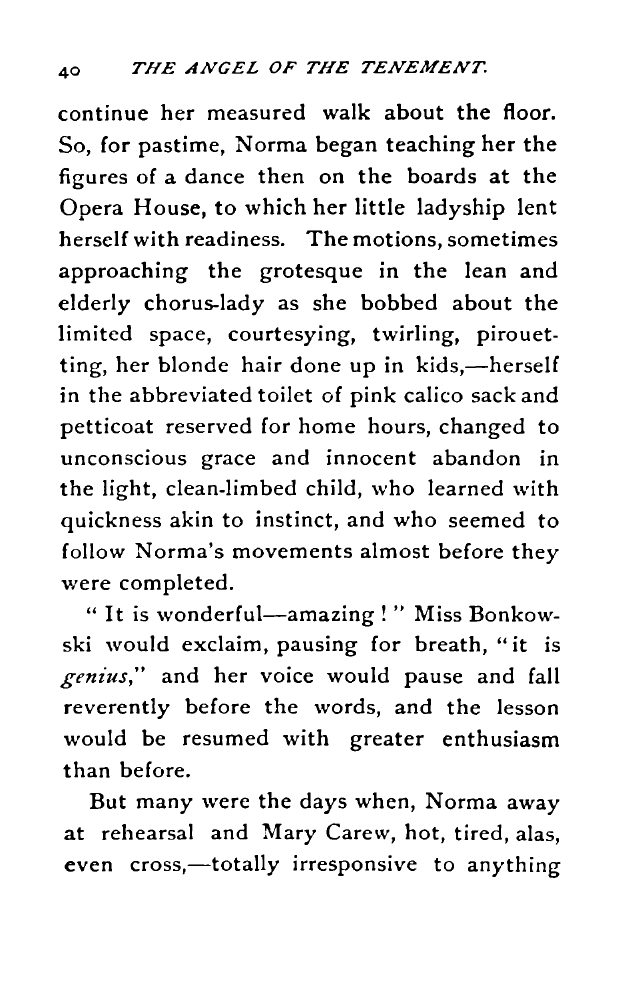 40 THE ANGEL OF THE TENEMENT.
continue her measured walk about the floor.
So, for pastime, Norma began teaching her the
figures of a dance then on the boards at the
Opera House, to which her little ladyship lent
herself with readiness. The motions, sometimes
approaching the grotesque in the lean and
elderly chorus-lady as she bobbed about the
limited space, courtesying, twirling, pirouet-
ting, her blonde hair done up in kids,—herself
in the abbreviated toilet of pink calico sack and
petticoat reserved for home hours, changed to
unconscious grace and innocent abandon in
the light, clean-limbed child, who learned with
quickness akin to instinct, and who seemed to
follow Norma's movements almost before they
were completed.
“ It is wonderful—amazing ! ” Miss Bonkow-
ski would exclaim, pausing for breath, “ it is
genius,” and her voice would pause and fall
reverently before the words, and the lesson
would be resumed with greater enthusiasm
than before.
But many were the days when, Norma away
at rehearsal and Mary Carew, hot, tired, alas,
even cross,—totally irresponsive to anything